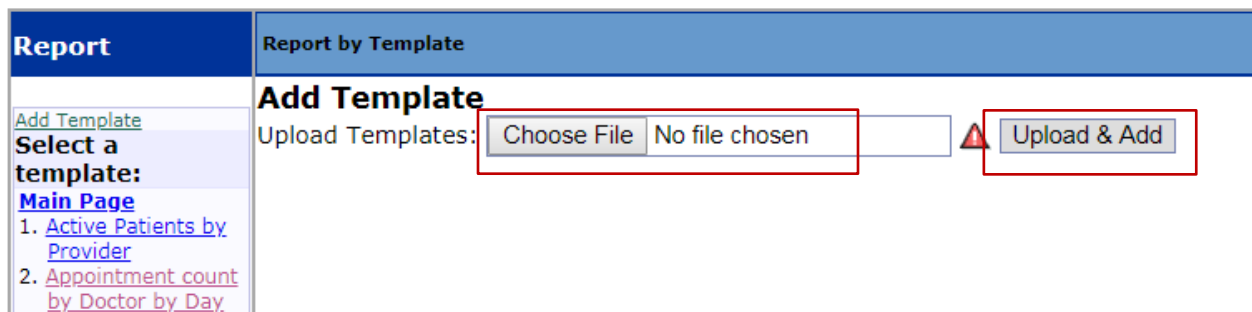 Report
Report by Template
Add Template
Select a
template:
Main Page
1. Active Patients by
Provider
2. Appointment count
by Doctor by Day
Add Template
Upload Templates: Choose File No file chosen Upload & Add